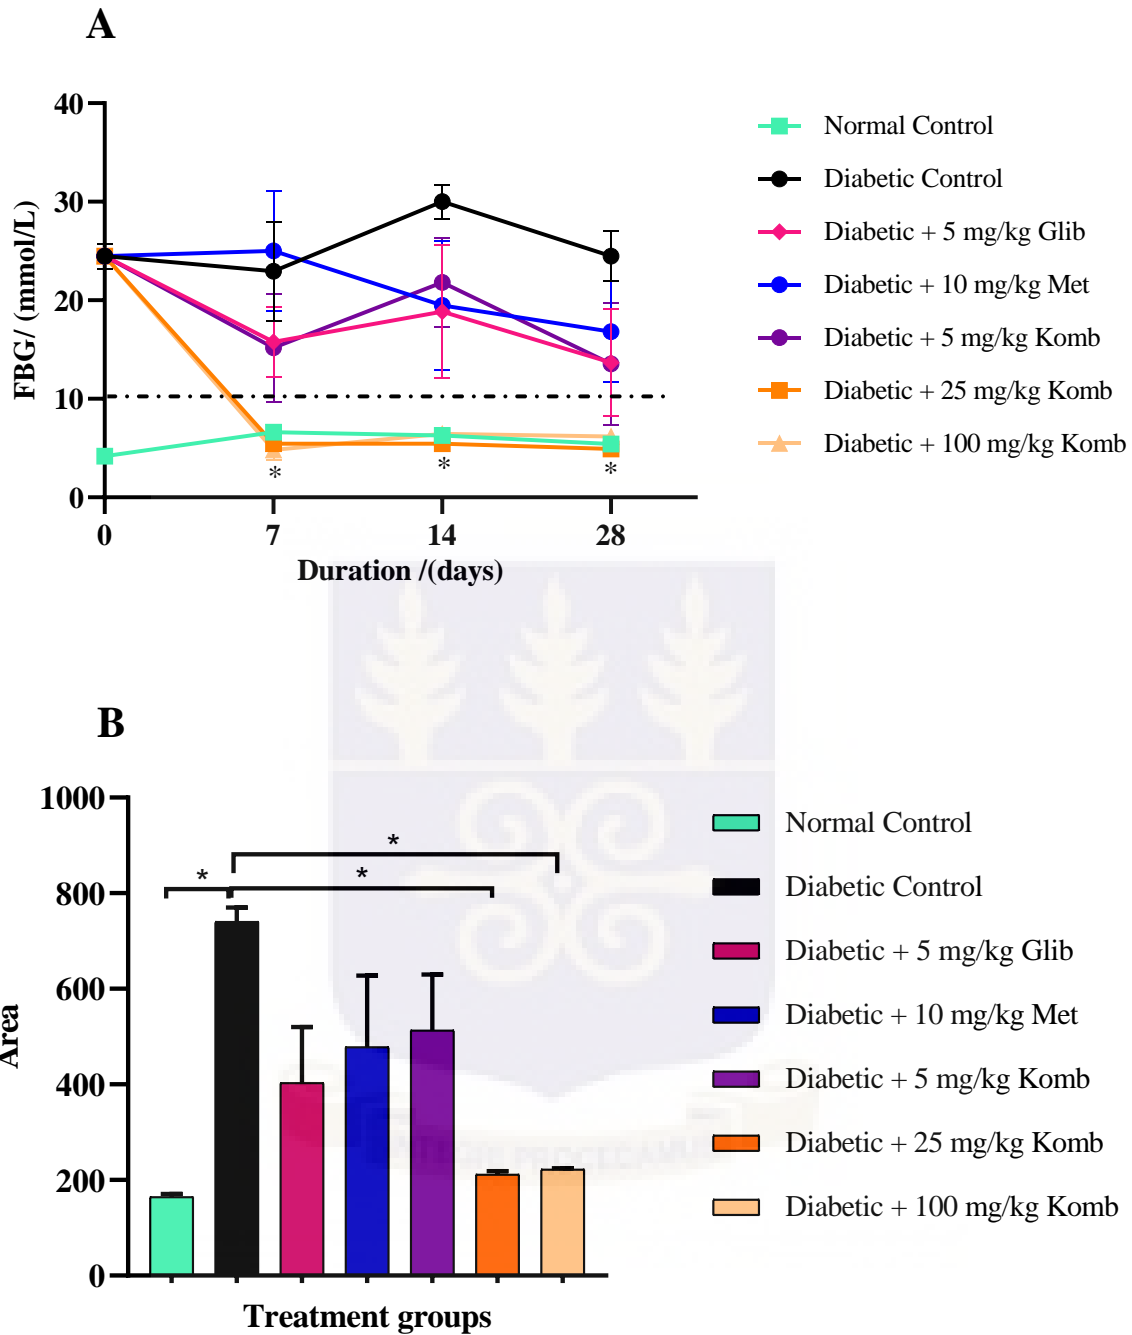 A
40
30
20
10
0
FBG/ (mmol/L)
0 7 14 28
Duration /(days)
* * *
Normal Control
Diabetic Control
Diabetic + 5 mg/kg Glib
Diabetic + 10 mg/kg Met
Diabetic + 5 mg/kg Komb
Diabetic + 25 mg/kg Komb
Diabetic + 100 mg/kg Komb
B
1000
800
600
400
200
0
Area
* * *
Treatment groups
Normal Control
Diabetic Control
Diabetic + 5 mg/kg Glib
Diabetic + 10 mg/kg Met
Diabetic + 5 mg/kg Komb
Diabetic + 25 mg/kg Komb
Diabetic + 100 mg/kg Komb